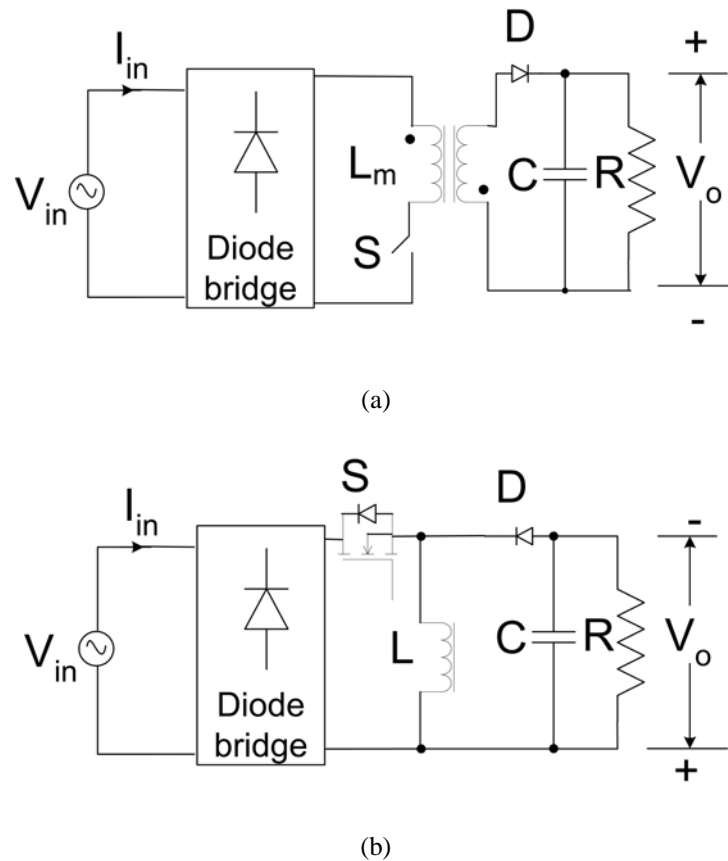 D
I_in
+
V_in
Diode
bridge
L_m
S
C
R
V_o
-
(a)
S
D
I_in
-
V_in
Diode
bridge
L
C
R
V_o
+
(b)